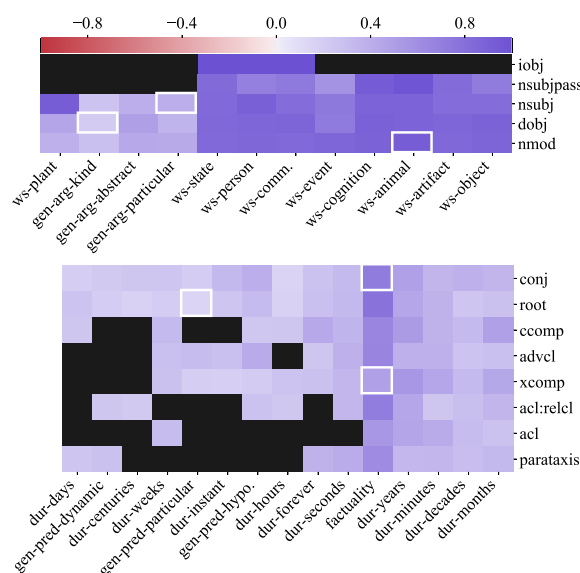 −0.8 −0.4 0.0 0.4 0.8
iobj
nsubjpass
nsubj
dobj
nmod
ws-plant gen-arg-kind gen-arg-abstract gen-arg-particular ws-state ws-person ws-comm. ws-event ws-cognition ws-animal ws-artifact ws-object
conj
root
ccomp
advcl
xcomp
acl:relcl
acl
parataxis
dur-days gen-pred-dynamic dur-centuries dur-weeks gen-pred-particular dur-instant gen-pred-hypo. dur-hours dur-forever dur-seconds factuality dur-years dur-minutes dur-decades dur-months